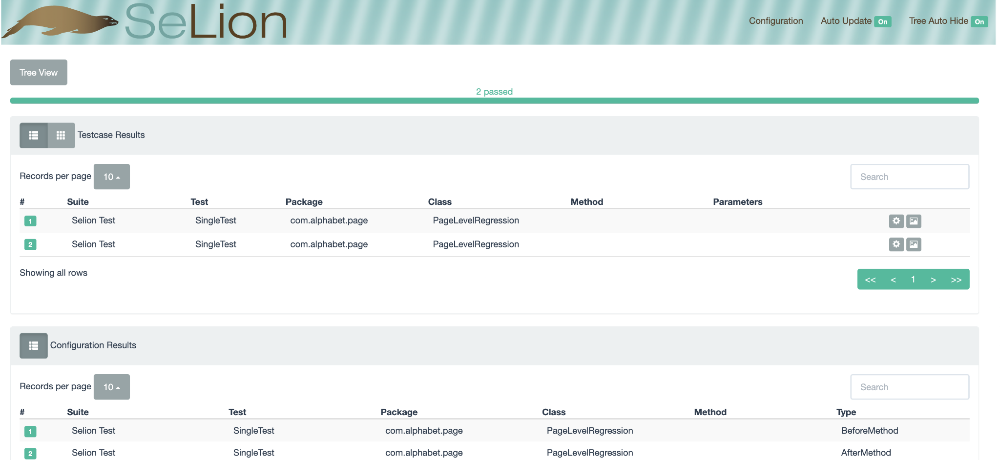 SeLion
Configuration Auto Update On Tree Auto Hide On
Tree View
2 passed
Testcase Results
Records per page 10 Search
# Suite Test Package Class Method Parameters
1 Selion Test SingleTest com.alphabet.page PageLevelRegression
2 Selion Test SingleTest com.alphabet.page PageLevelRegression
Showing all rows << < 1 > >>
Configuration Results
Records per page 10 Search
# Suite Test Package Class Method Type
1 Selion Test SingleTest com.alphabet.page PageLevelRegression BeforeMethod
2 Selion Test SingleTest com.alphabet.page PageLevelRegression AfterMethod